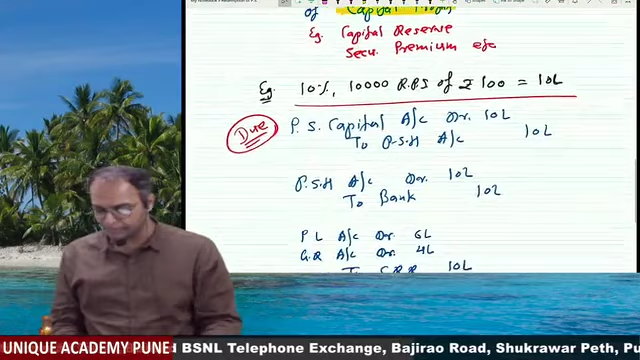 of Capital Profit
Eg. Capital Reserve
Secu. Premium etc
Eg. 10%, 10000 R.P.S of ₹ 100 = 10L
Due
P. S. Capital A/c Dr. 10L
To P.S.H A/c 10L
P.S.H A/c Dr. 10L
To Bank 10L
P L A/c Dr. 6L
G.R A/c Dr. 4L
To C.R.R 10L
UNIQUE ACADEMY PUNE
BSNL Telephone Exchange, Bajirao Road, Shukrawar Peth, Pu